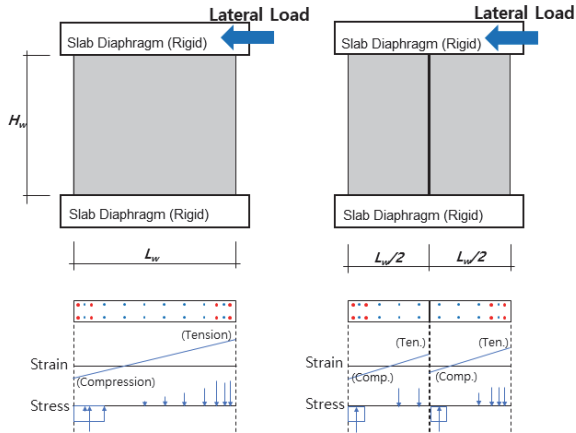 Lateral Load
Slab Diaphragm (Rigid)
Hw
Slab Diaphragm (Rigid)
Lw
(Tension)
Strain
(Compression)
Stress
Lateral Load
Slab Diaphragm (Rigid)
Slab Diaphragm (Rigid)
Lw/2
Lw/2
(Ten.)
(Ten.)
Strain
(Comp.)
(Comp.)
Stress